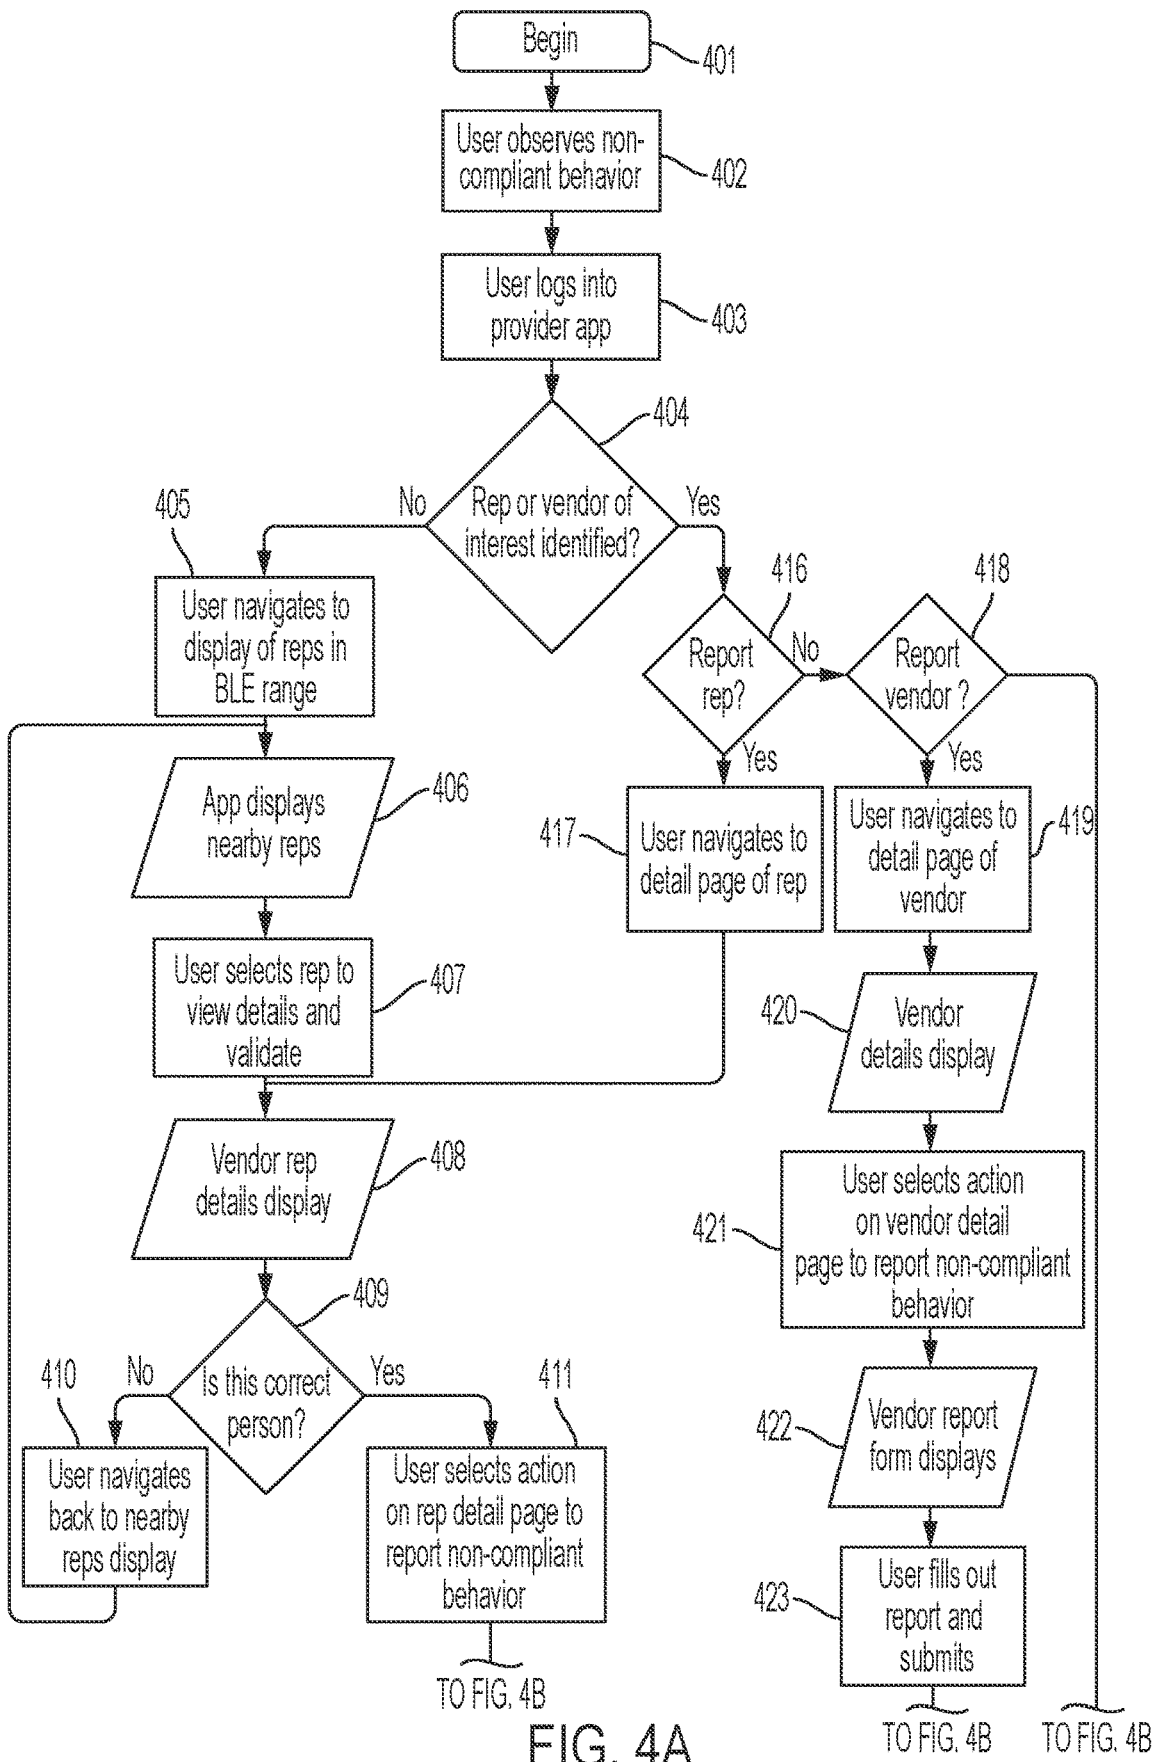 Begin
401
User observes non-
compliant behavior
402
User logs into
provider app
403
404
Rep or vendor of
interest identified?
No
Yes
405
User navigates to
display of reps in
BLE range
416
Report
rep?
No
418
Report
vendor ?
Yes
Yes
App displays
nearby reps
406
417
User navigates to
detail page of rep
User navigates to
detail page of
vendor
419
User selects rep to
view details and
validate
407
420
Vendor
details display
Vendor rep
details display
408
421
User selects action
on vendor detail
page to report non-compliant
behavior
409
Is this correct
person?
No
Yes
410
User navigates
back to nearby
reps display
411
User selects action
on rep detail page to
report non-compliant
behavior
422
Vendor report
form displays
423
User fills out
report and
submits
TO FIG. 4B
TO FIG. 4B
TO FIG. 4B
FIG. 4A